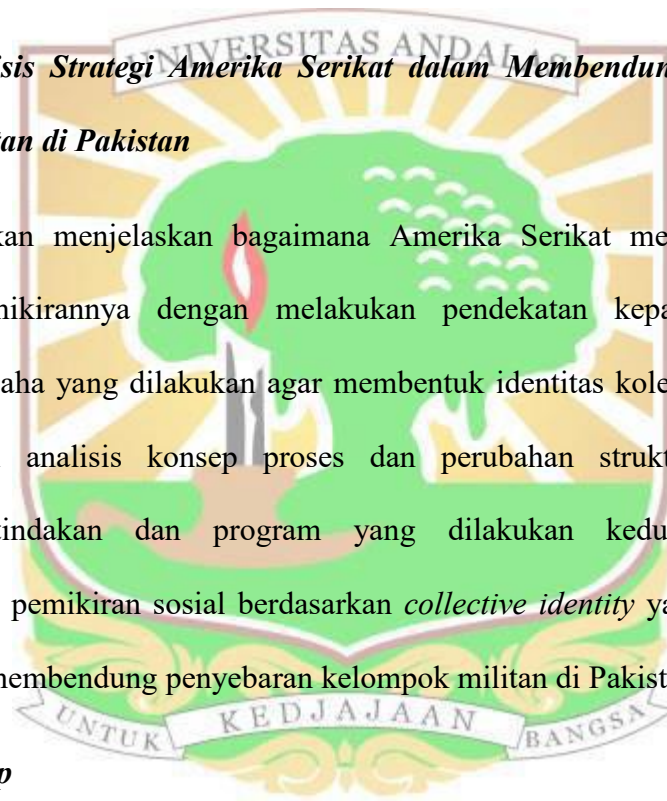 UNIVERSITAS ANDALAS
isis Strategi Amerika Serikat dalam Membendun
tan di Pakistan
kan menjelaskan bagaimana Amerika Serikat me
mikirannya dengan melakukan pendekatan kepa
aha yang dilakukan agar membentuk identitas kole
analisis konsep proses dan perubahan strukt
tindakan dan program yang dilakukan kedu
pemikiran sosial berdasarkan collective identity ya
membendung penyebaran kelompok militan di Pakist
UNTUK KEDJAJAAN BANGSA
p